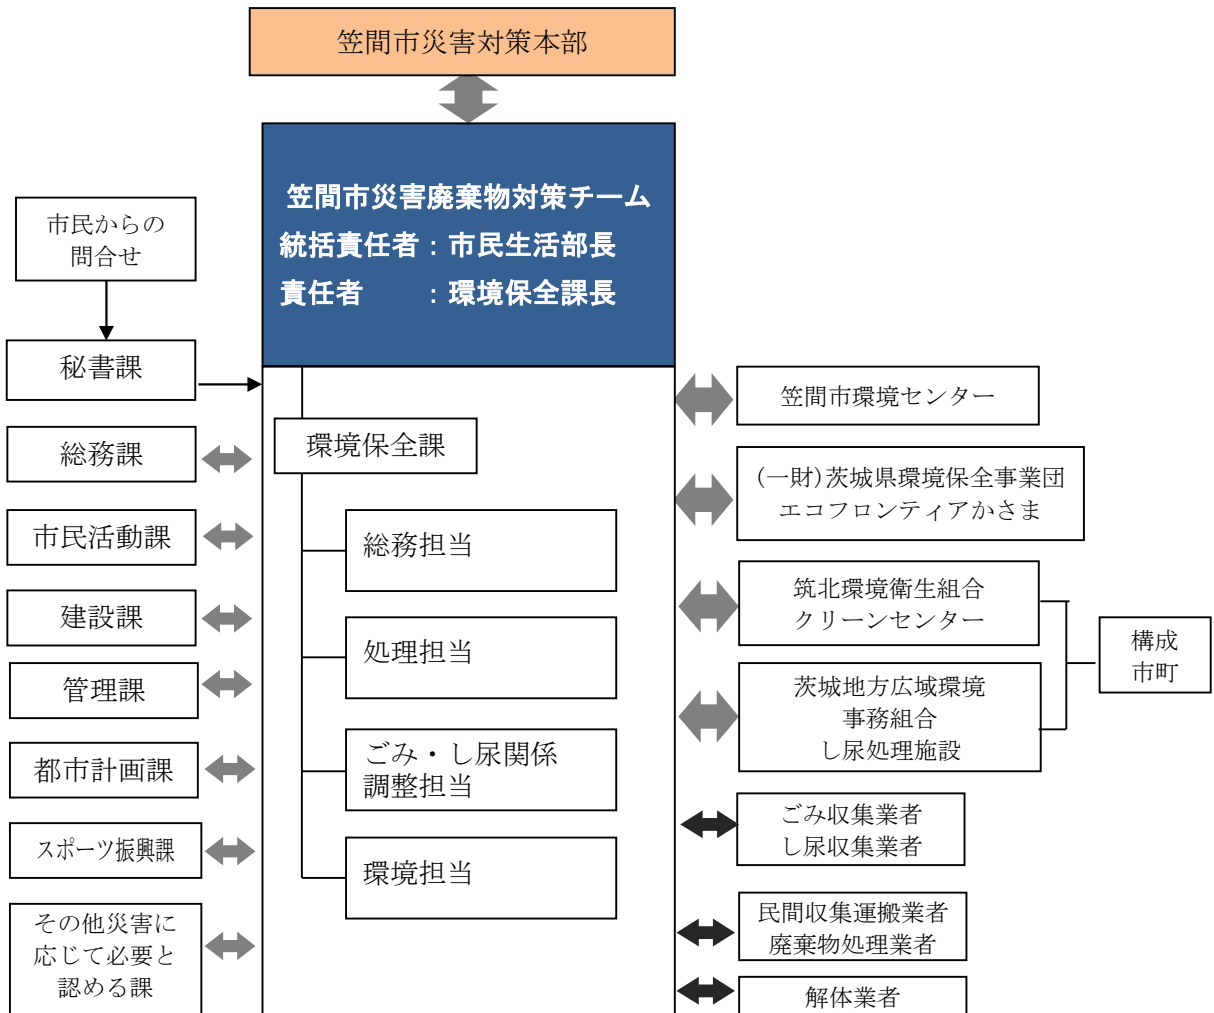 笠間市災害対策本部
笠間市災害廃棄物対策チーム
統括責任者：市民生活部長
責任者　　：環境保全課長
市民からの
問合せ
秘書課
総務課
市民活動課
建設課
管理課
都市計画課
スポーツ振興課
その他災害に
応じて必要と
認める課
環境保全課
総務担当
処理担当
ごみ・し尿関係
調整担当
環境担当
笠間市環境センター
(一財)茨城県環境保全事業団
エコフロンティアかさま
筑北環境衛生組合
クリーンセンター
茨城地方広域環境
事務組合
し尿処理施設
構成
市町
ごみ収集業者
し尿収集業者
民間収集運搬業者
廃棄物処理業者
解体業者